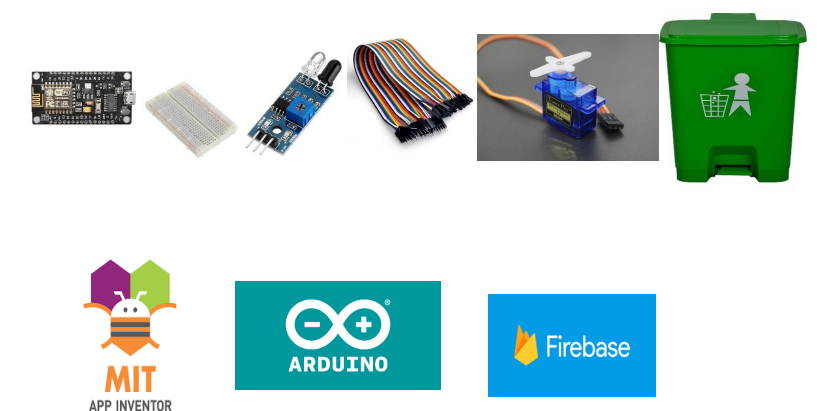 MIT
APP INVENTOR
ARDUINO
Firebase